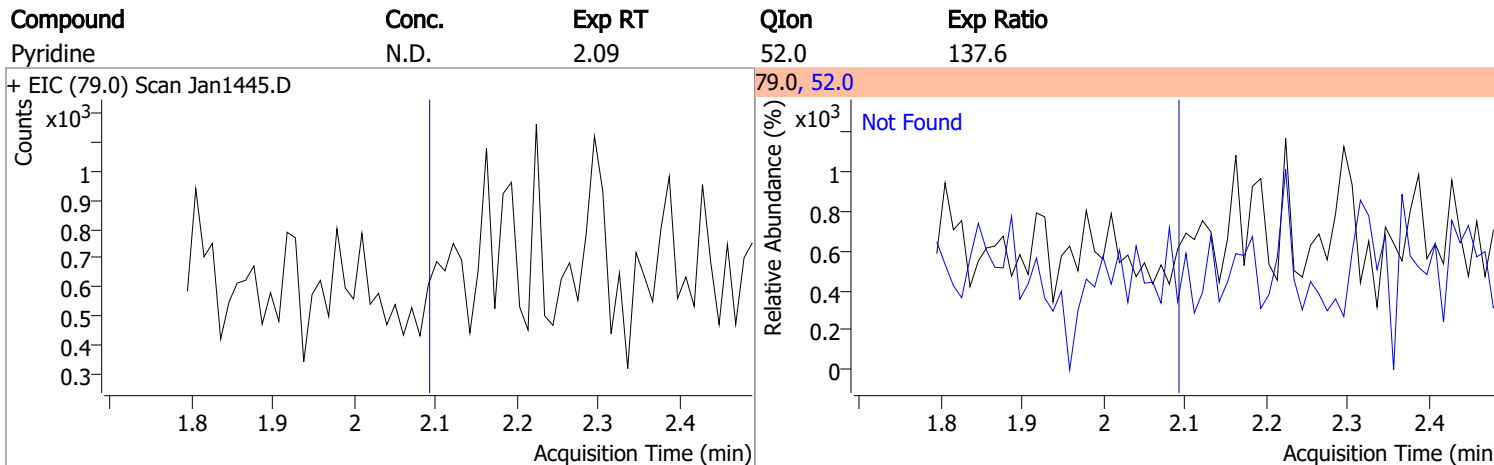 Compound Conc. Exp RT QIon Exp Ratio
Pyridine N.D. 2.09 52.0 137.6
+ EIC (79.0) Scan Jan1445.D
Counts
x10³
1
0.9
0.8
0.7
0.6
0.5
0.4
0.3
1.8 1.9 2 2.1 2.2 2.3 2.4
Acquisition Time (min)
79.0, 52.0
Relative Abundance (%)
x10³
Not Found
1
0.8
0.6
0.4
0.2
0
1.8 1.9 2 2.1 2.2 2.3 2.4
Acquisition Time (min